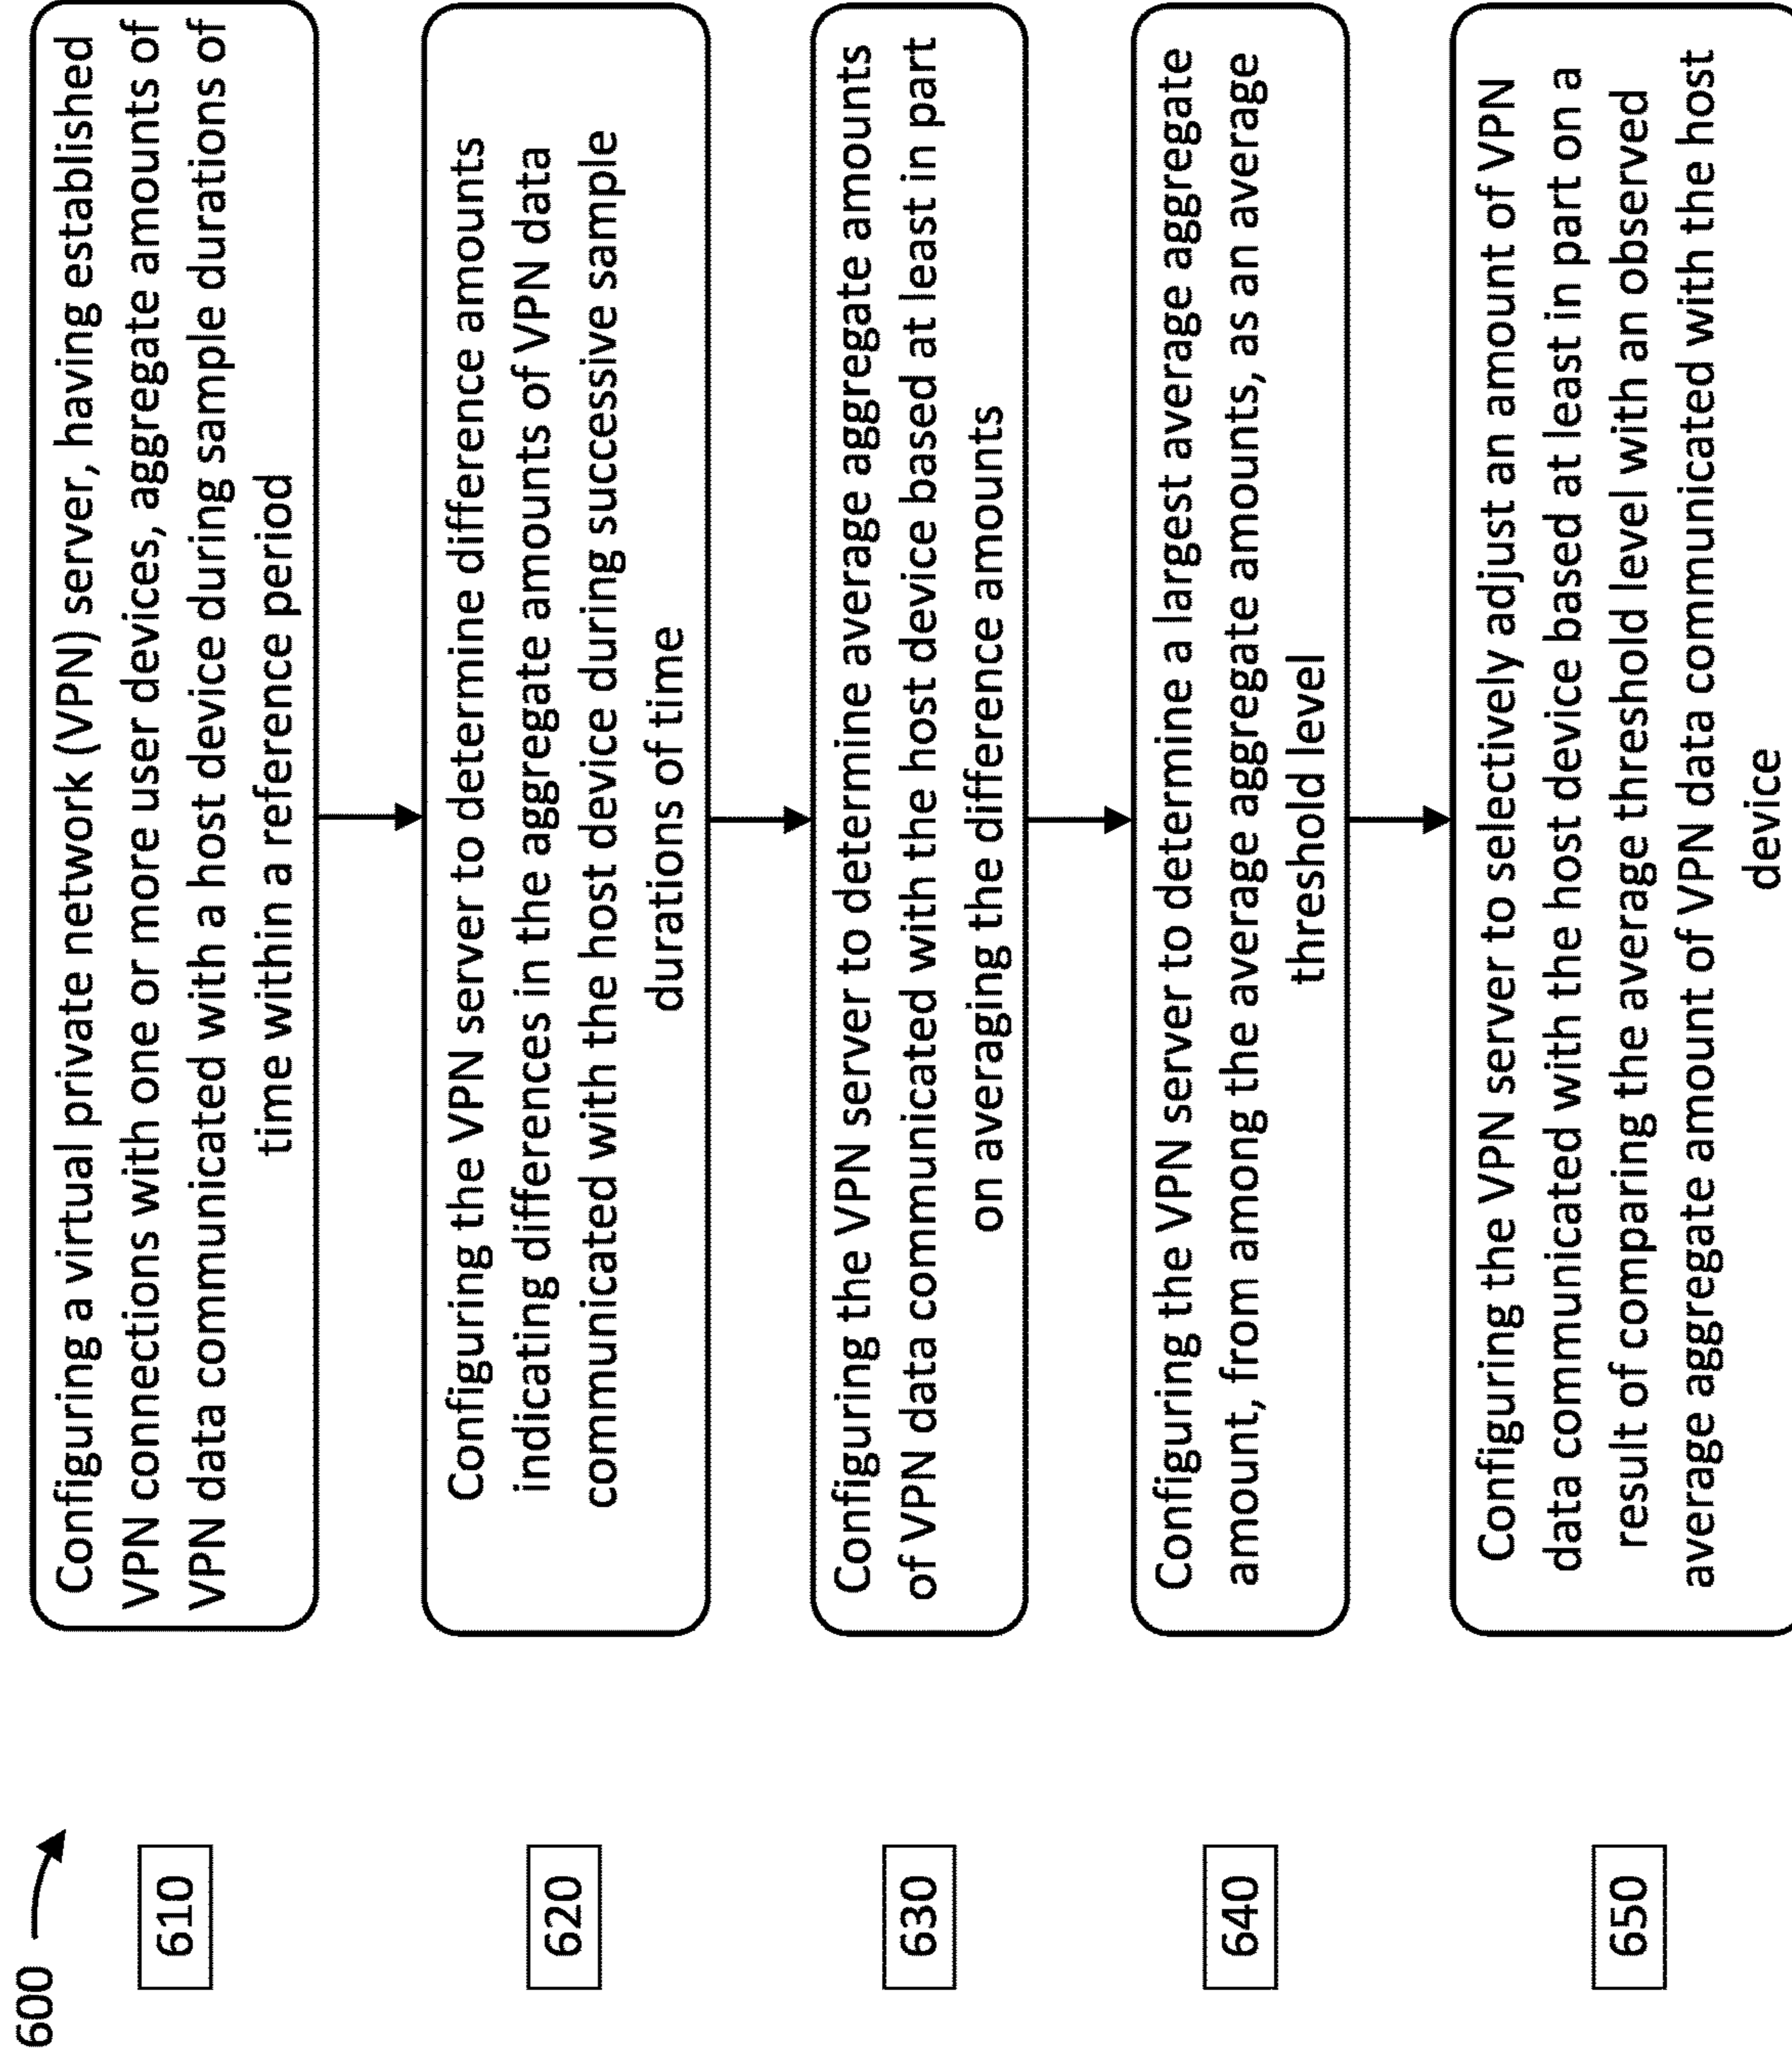 600
610
Configuring a virtual private network (VPN) server, having established
VPN connections with one or more user devices, aggregate amounts of
VPN data communicated with a host device during sample durations of
time within a reference period
620
Configuring the VPN server to determine difference amounts
indicating differences in the aggregate amounts of VPN data
communicated with the host device during successive sample
durations of time
630
Configuring the VPN server to determine average aggregate amounts
of VPN data communicated with the host device based at least in part
on averaging the difference amounts
640
Configuring the VPN server to determine a largest average aggregate
amount, from among the average aggregate amounts, as an average
threshold level
650
Configuring the VPN server to selectively adjust an amount of VPN
data communicated with the host device based at least in part on a
result of comparing the average threshold level with an observed
average aggregate amount of VPN data communicated with the host
device